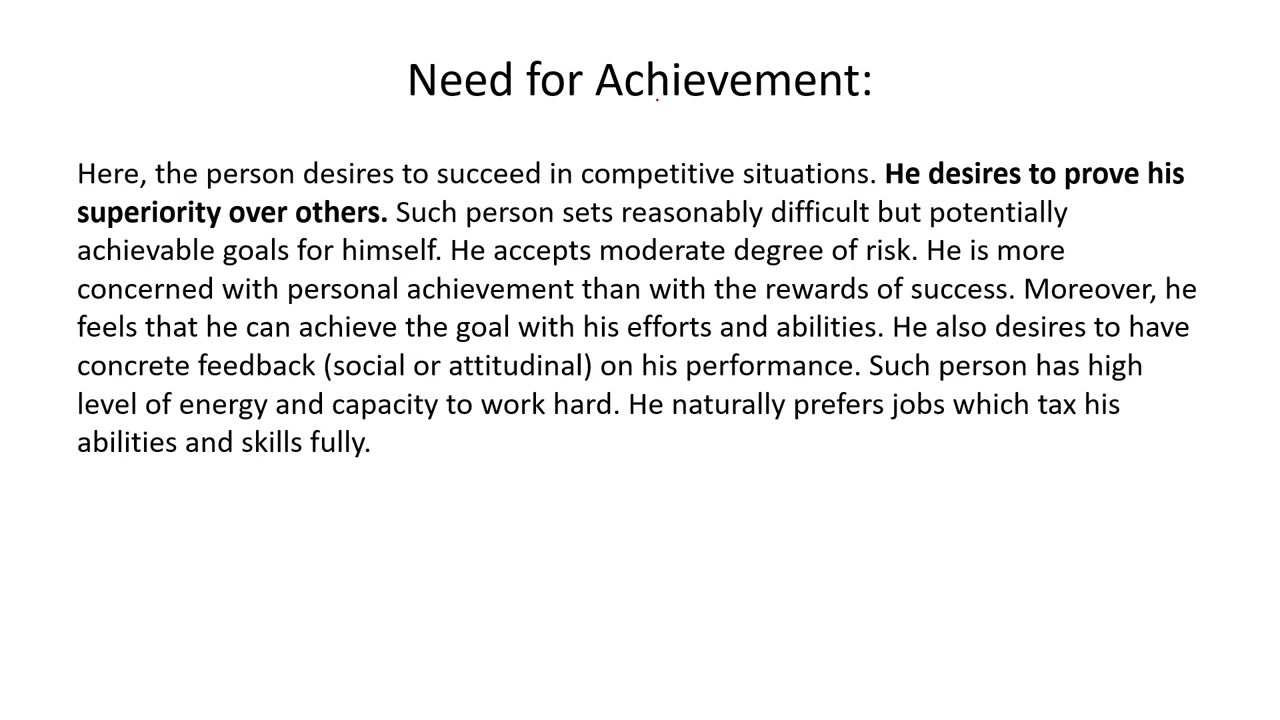 Need for Achievement:
Here, the person desires to succeed in competitive situations. He desires to prove his
superiority over others. Such person sets reasonably difficult but potentially
achievable goals for himself. He accepts moderate degree of risk. He is more
concerned with personal achievement than with the rewards of success. Moreover, he
feels that he can achieve the goal with his efforts and abilities. He also desires to have
concrete feedback (social or attitudinal) on his performance. Such person has high
level of energy and capacity to work hard. He naturally prefers jobs which tax his
abilities and skills fully.